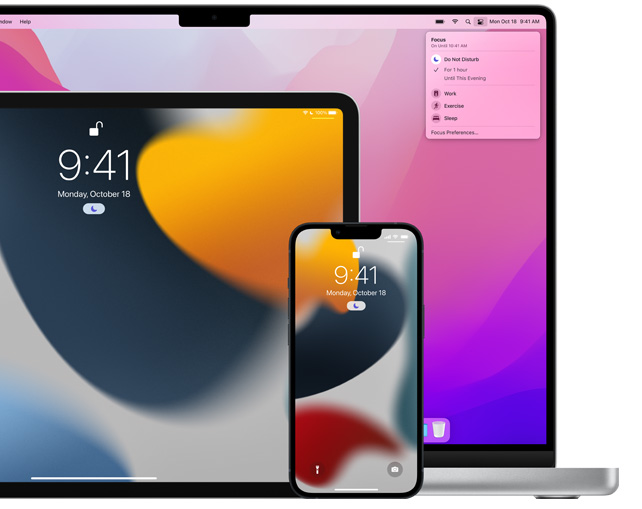 ndow Help
Mon Oct 18 9:41 AM
Focus
On Until 10:41 AM
Do Not Disturb
For 1 hour
Until This Evening
Work
Exercise
Sleep
Focus Preferences...
100%
9:41
Monday, October 18
9:41
Monday, October 18